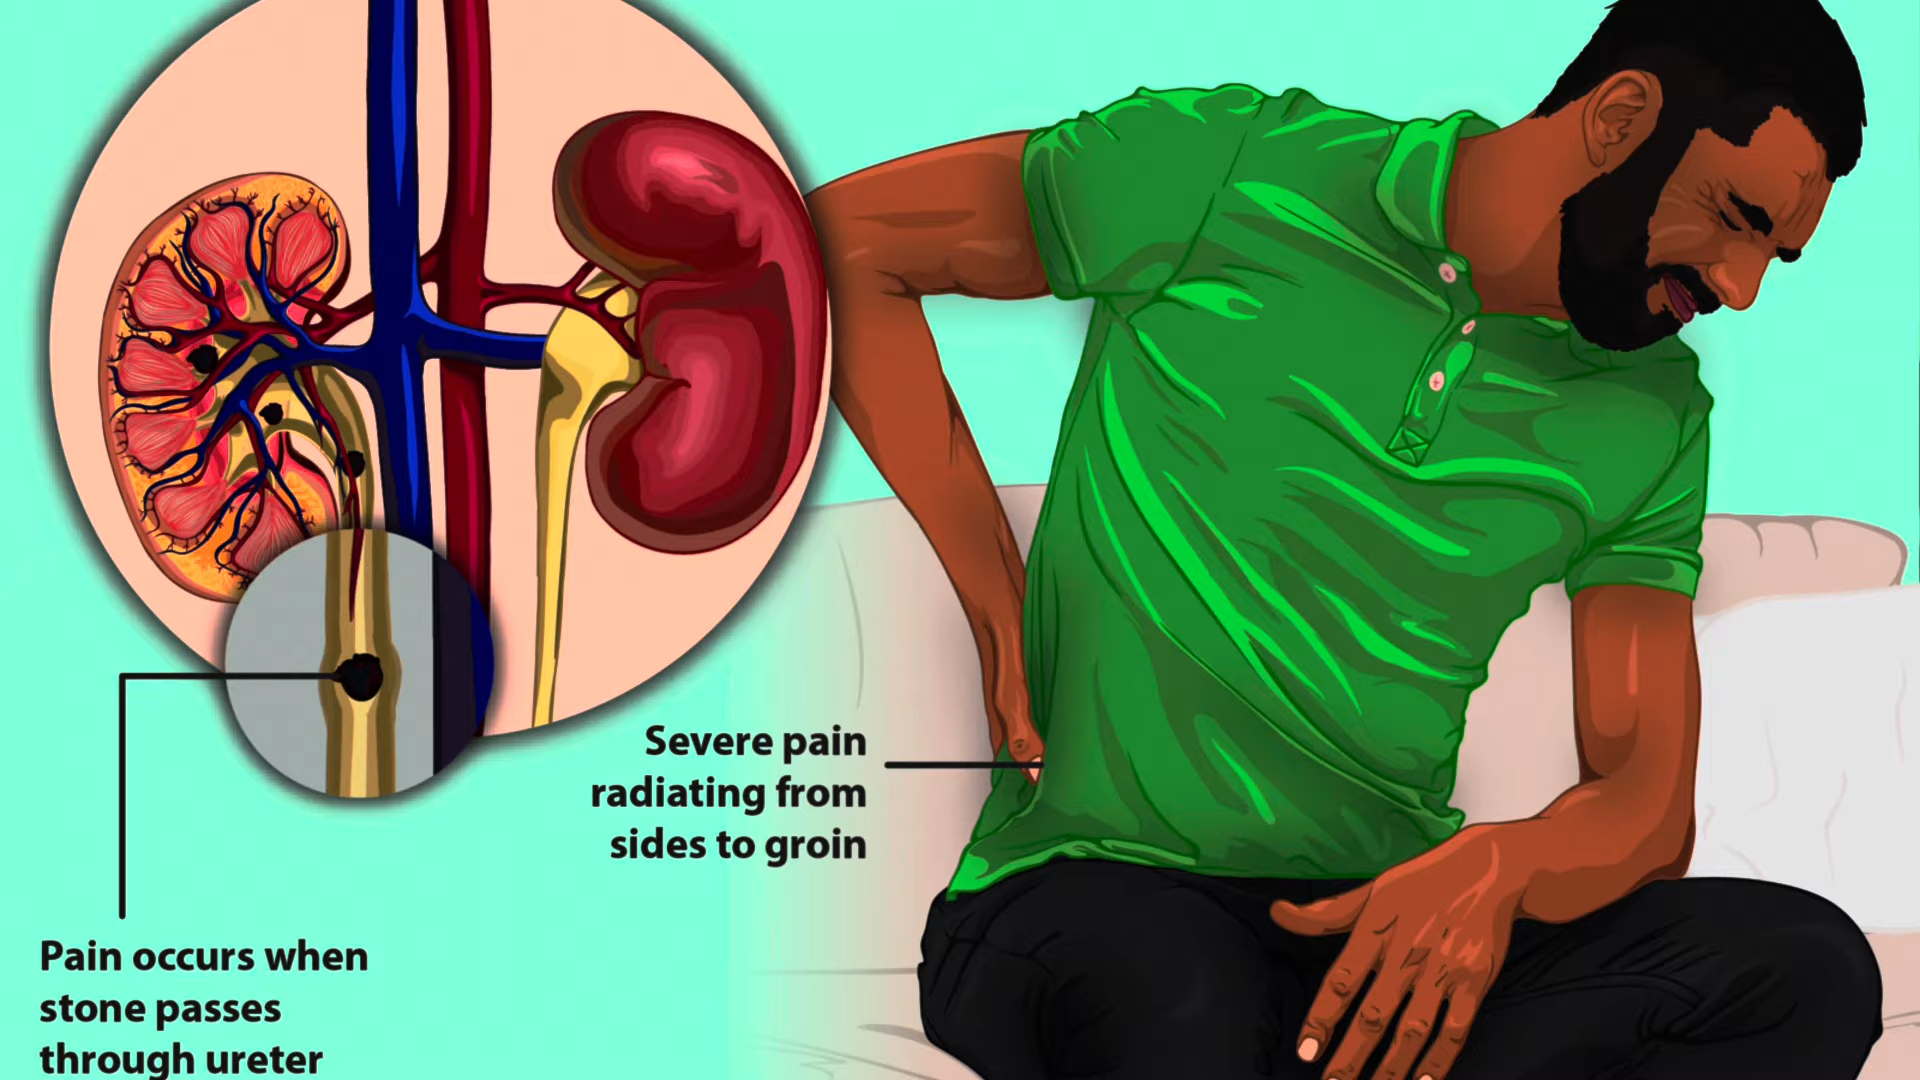 Severe pain
radiating from
sides to groin
Pain occurs when
stone passes
through ureter